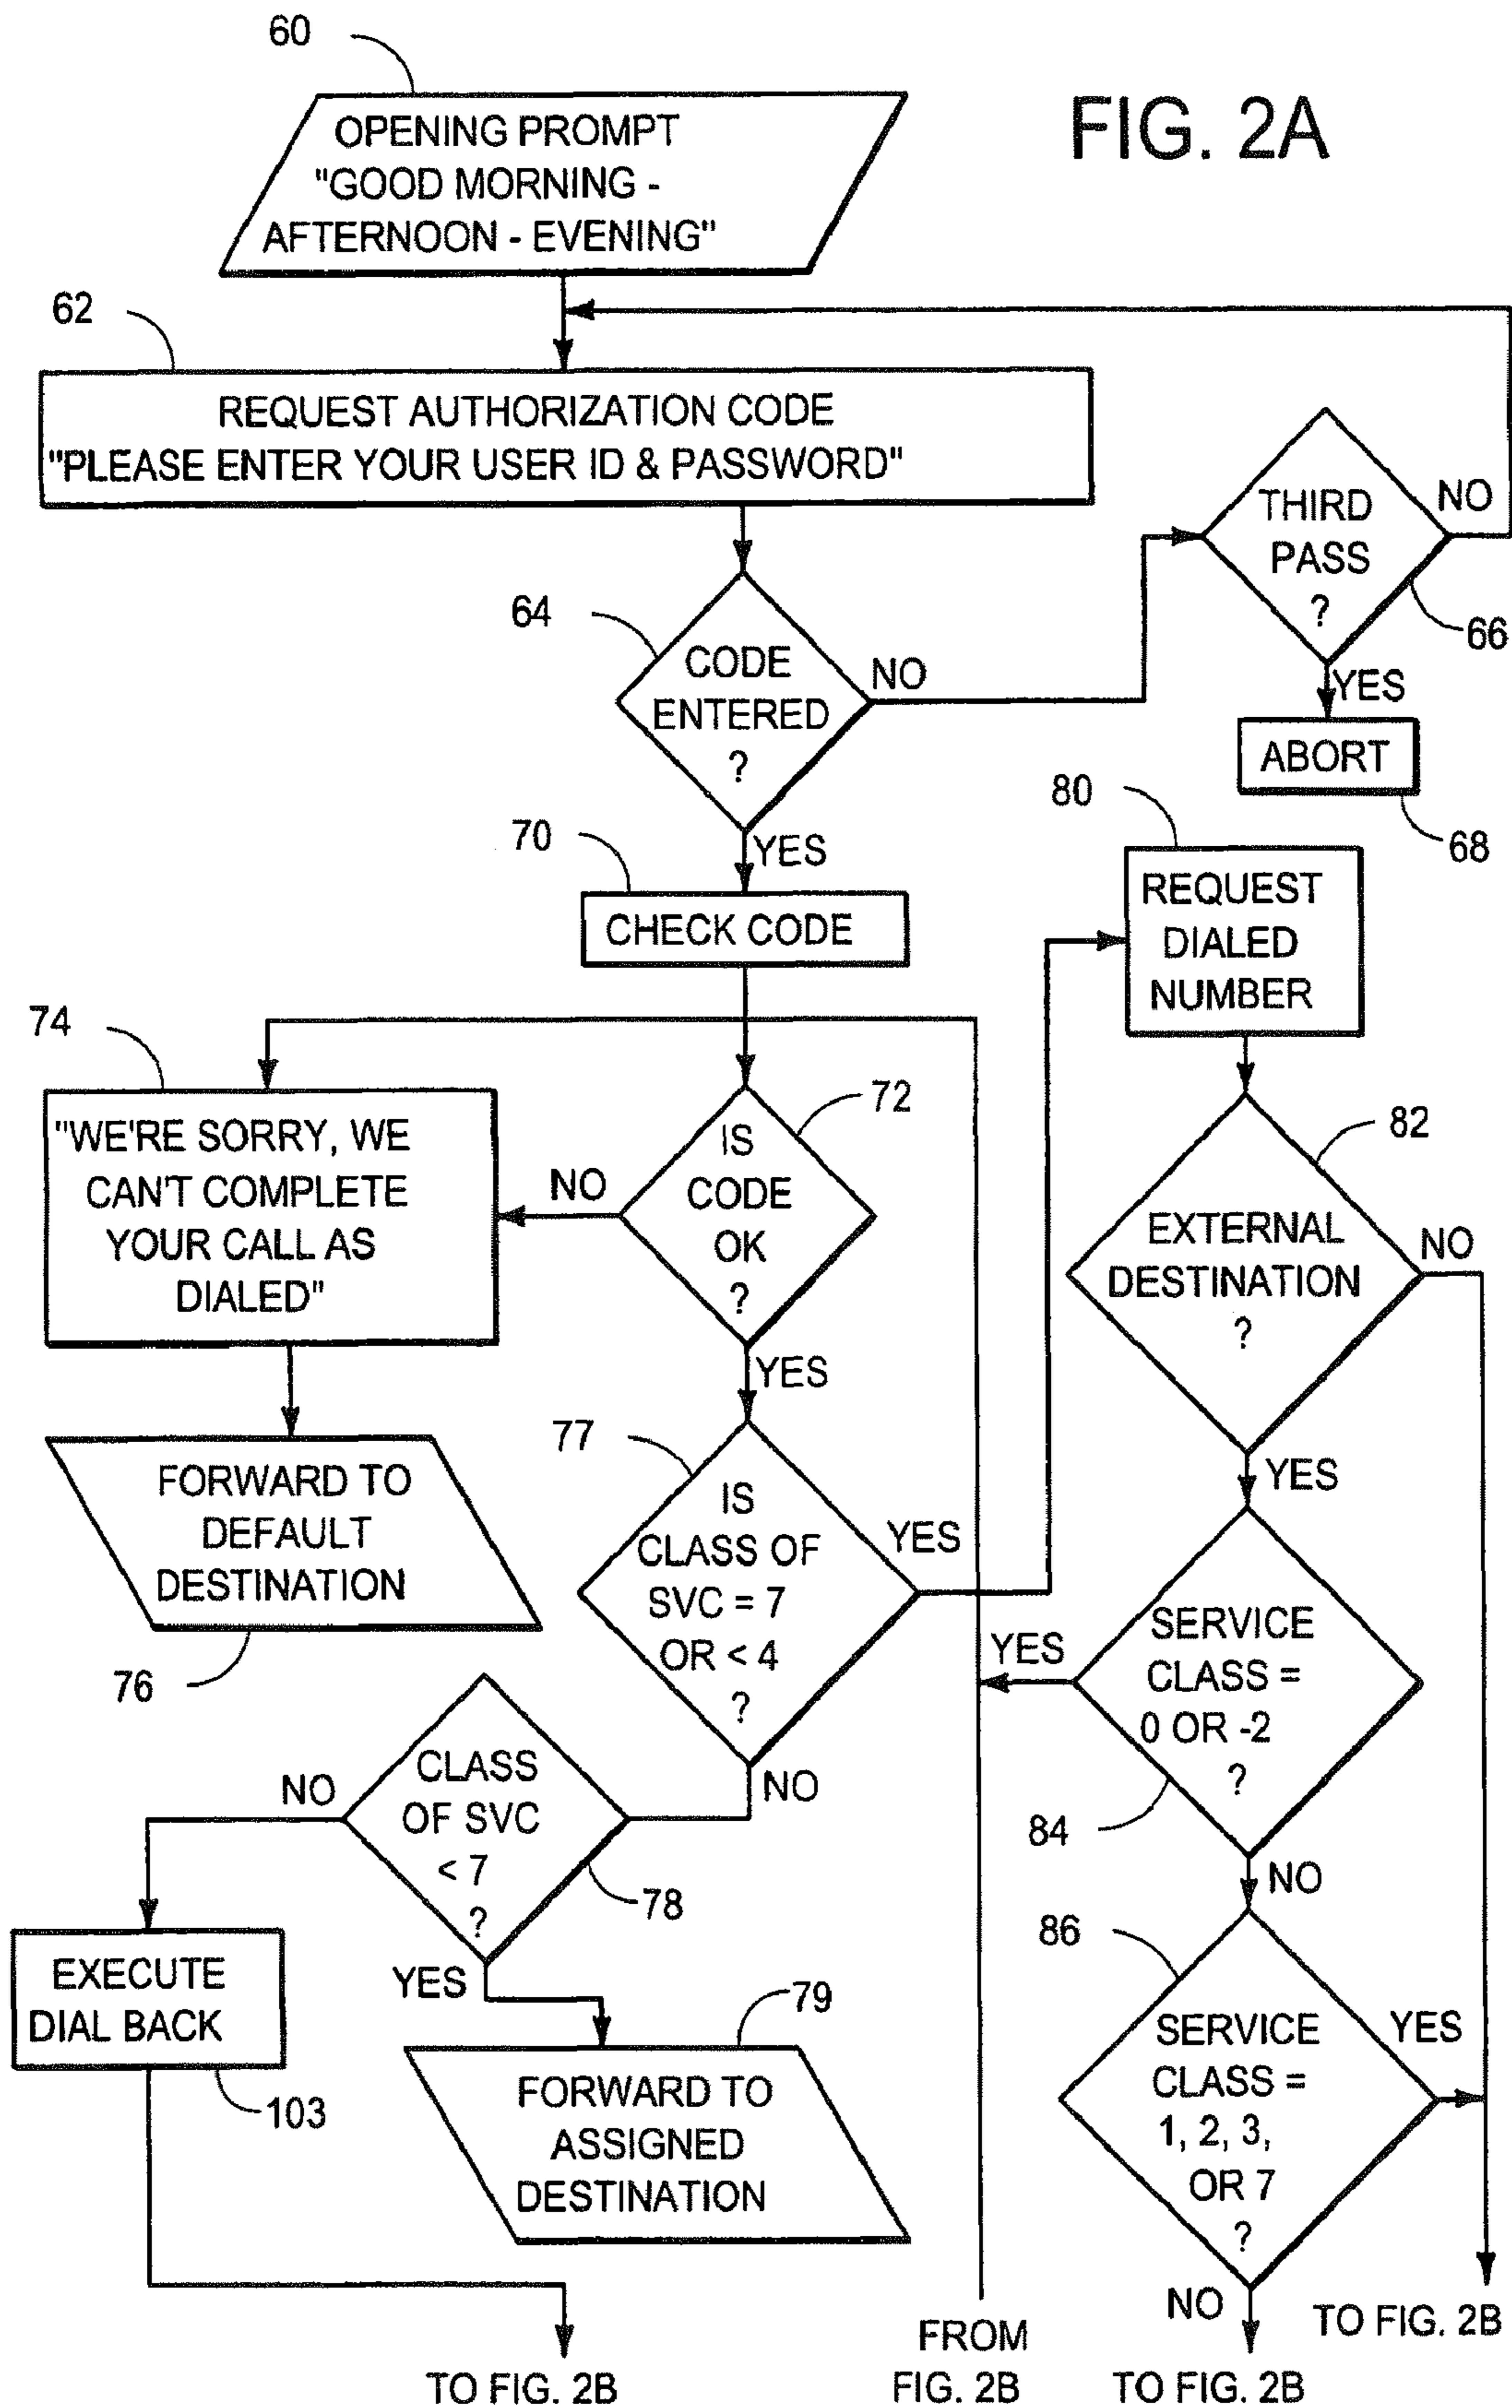 60
FIG. 2A
OPENING PROMPT
"GOOD MORNING -
AFTERNOON - EVENING"
62
REQUEST AUTHORIZATION CODE
"PLEASE ENTER YOUR USER ID & PASSWORD"
THIRD
PASS
?
NO
66
YES
ABORT
68
64
CODE
ENTERED
?
NO
YES
70
CHECK CODE
80
REQUEST
DIALED
NUMBER
74
"WE'RE SORRY, WE
CAN'T COMPLETE
YOUR CALL AS
DIALED"
NO
72
IS
CODE
OK
?
YES
82
EXTERNAL
DESTINATION
?
NO
YES
FORWARD TO
DEFAULT
DESTINATION
76
77
IS
CLASS OF
SVC = 7
OR < 4
?
YES
NO
YES
SERVICE
CLASS =
0 OR -2
?
84
NO
NO
CLASS
OF SVC
< 7
?
78
YES
EXECUTE
DIAL BACK
103
79
FORWARD TO
ASSIGNED
DESTINATION
86
SERVICE
CLASS =
1, 2, 3,
OR 7
?
YES
NO
TO FIG. 2B
FROM
FIG. 2B
TO FIG. 2B
TO FIG. 2B